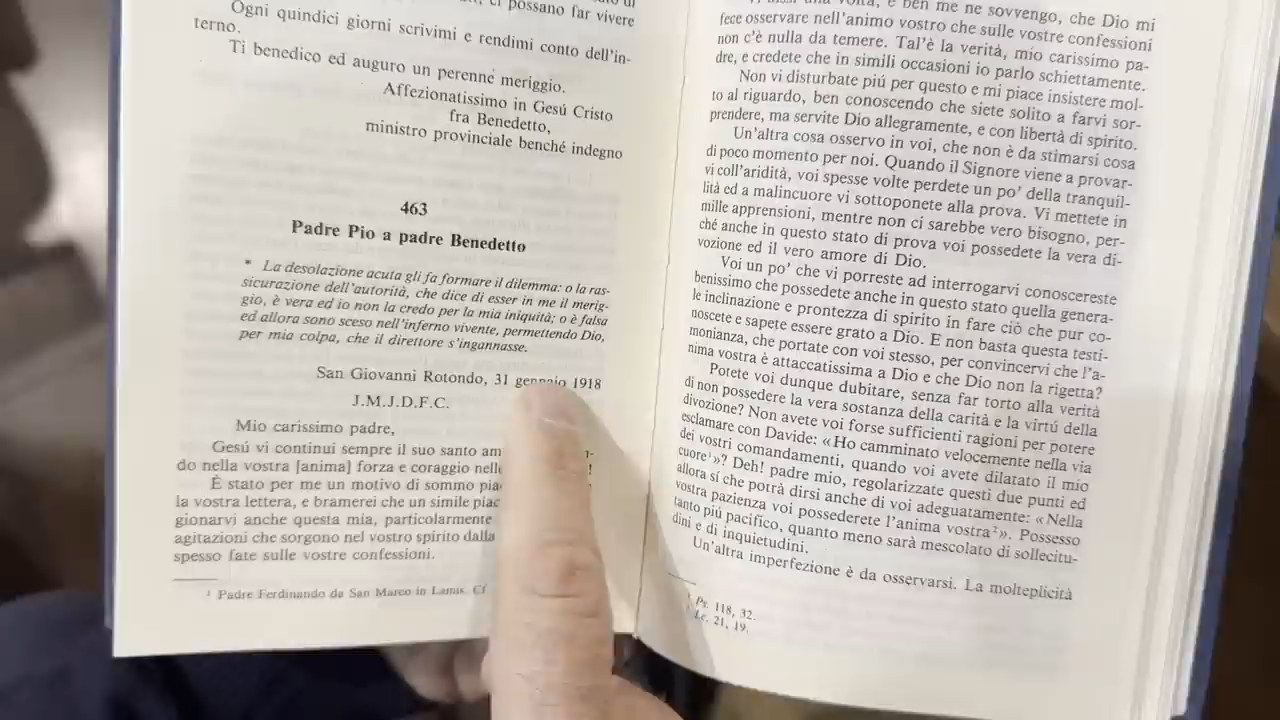 possano far vivere
Ogni quindici giorni scrivimi e rendimi conto dell'in-
terno.
Ti benedico ed auguro un perenne meriggio.
Affezionatissimo in Gesú Cristo
fra Benedetto,
ministro provinciale benché indegno
463
Padre Pio a padre Benedetto
* La desolazione acuta gli fa formare il dilemma: o la ras-
sicurazione dell'autorità, che dice di esser in me il merig-
gio, è vera ed io non la credo per la mia iniquità; o è falsa
ed allora sono sceso nell'inferno vivente, permettendo Dio,
per mia colpa, che il direttore s'ingannasse.
San Giovanni Rotondo, 31 gennaio 1918
J.M.J.D.F.C.
Mio carissimo padre,
Gesú vi continui sempre il suo santo am
do nella vostra [anima] forza e coraggio nell
È stato per me un motivo di sommo pia
la vostra lettera, e bramerei che un simile piac
gionarvi anche questa mia, particolarmente
agitazioni che sorgono nel vostro spirito dalla
spesso fate sulle vostre confessioni.
¹ Padre Ferdinando da San Marco in Lamis. Cf
una volta, e ben me ne sovvengo, che Dio mi
fece osservare nell'animo vostro che sulle vostre confessioni
non c'è nulla da temere. Tal'è la verità, mio carissimo pa-
dre, e credete che in simili occasioni io parlo schiettamente.
Non vi disturbate piú per questo e mi piace insistere mol-
to al riguardo, ben conoscendo che siete solito a farvi sor-
prendere, ma servite Dio allegramente, e con libertà di spirito.
Un'altra cosa osservo in voi, che non è da stimarsi cosa
di poco momento per noi. Quando il Signore viene a provar-
vi coll'aridità, voi spesse volte perdete un po' della tranquil-
lità ed a malincuore vi sottoponete alla prova. Vi mettete in
mille apprensioni, mentre non ci sarebbe vero bisogno, per-
ché anche in questo stato di prova voi possedete la vera di-
vozione ed il vero amore di Dio.
Voi un po' che vi porreste ad interrogarvi conoscereste
benissimo che possedete anche in questo stato quella genera-
le inclinazione e prontezza di spirito in fare ciò che pur co-
noscete e sapete essere grato a Dio. E non basta questa testi-
monianza, che portate con voi stesso, per convincervi che l'a-
nima vostra è attaccatissima a Dio e che Dio non la rigetta?
Potete voi dunque dubitare, senza far torto alla verità
di non possedere la vera sostanza della carità e la virtú della
divozione? Non avete voi forse sufficienti ragioni per potere
esclamare con Davide: «Ho camminato velocemente nella via
dei vostri comandamenti, quando voi avete dilatato il mio
cuore¹»? Deh! padre mio, regolarizzate questi due punti ed
allora sí che potrà dirsi anche di voi adeguatamente: «Nella
vostra pazienza voi possederete l'anima vostra²». Possesso
tanto piú pacifico, quanto meno sarà mescolato di sollecitu-
dini e di inquietudini.
Un'altra imperfezione è da osservarsi. La molteplicità
Ps. 118, 32.
Lc. 21, 19.